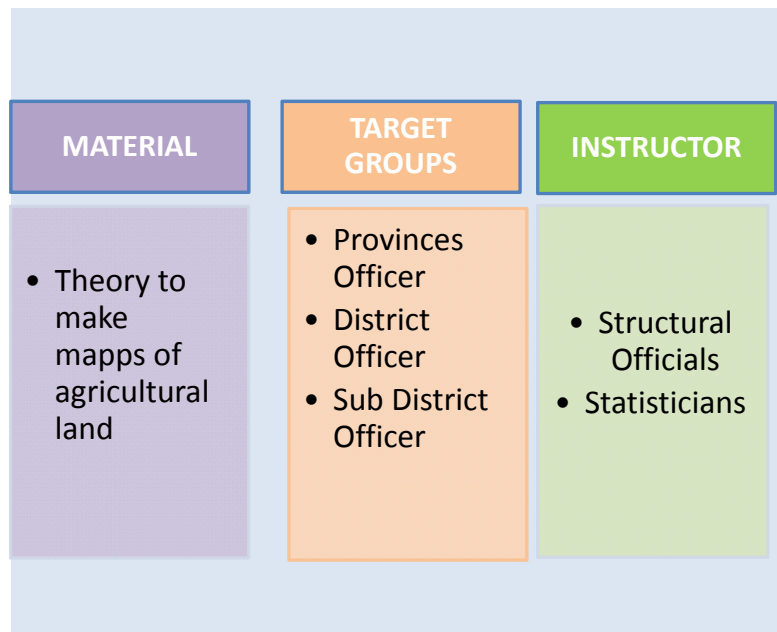 MATERIAL
• Theory to
make
mapps of
agricultural
land
TARGET
GROUPS
• Provinces
Officer
• District
Officer
• Sub District
Officer
INSTRUCTOR
• Structural
Officials
• Statisticians